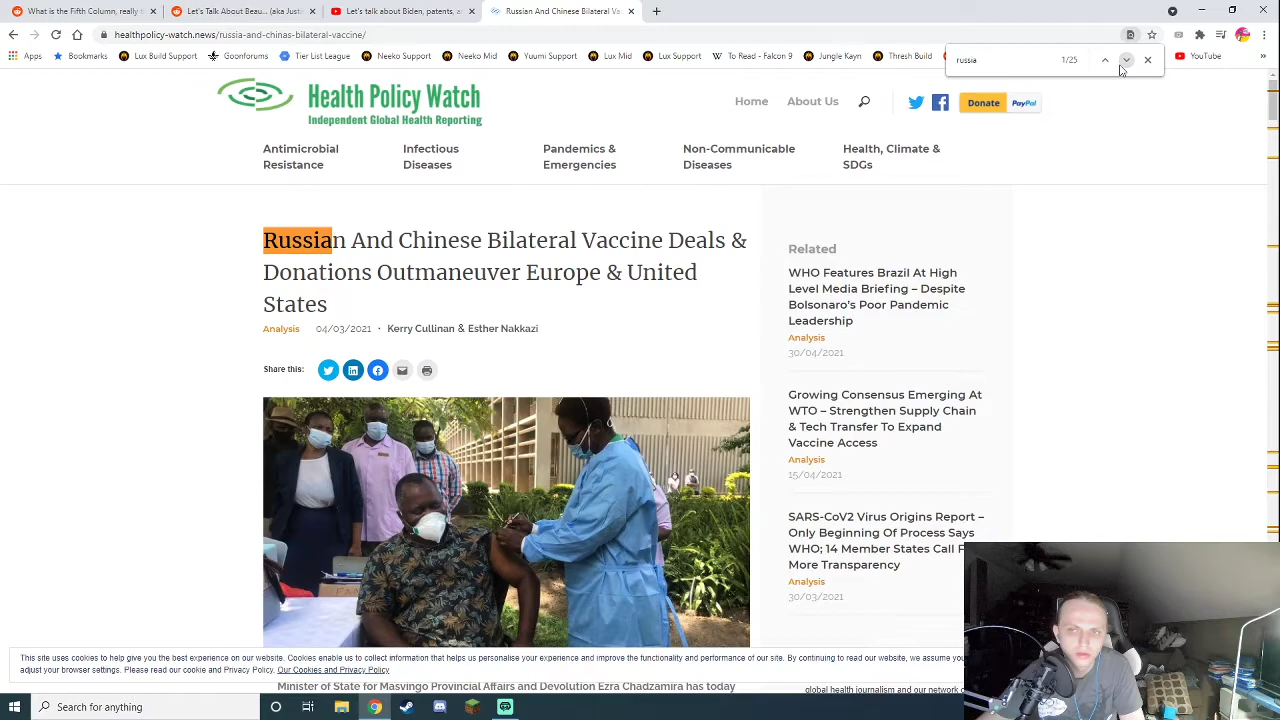 What is the Fifth Column, really t
Let's Talk About Beau... (aka Justi
Let's talk about Biden, patents, a
Russian And Chinese Bilateral Va
healthpolicy-watch.news/russia-and-chinas-bilateral-vaccine/
Apps
Bookmarks
Lux Build Support
Goonforums
Tier List League
Neeko Support
Neeko Mid
Yuumi Support
Lux Mid
Lux Support
To Read - Falcon 9
Jungle Kayn
Thresh Build
YouTube
russia
1/25
Health Policy Watch
Independent Global Health Reporting
Home
About Us
Donate
PayPal
Antimicrobial
Resistance
Infectious
Diseases
Pandemics &
Emergencies
Non-Communicable
Diseases
Health, Climate &
SDGs
Russian And Chinese Bilateral Vaccine Deals &
Donations Outmaneuver Europe & United
States
Analysis 04/03/2021 · Kerry Cullinan & Esther Nakkazi
Share this:
Related
WHO Features Brazil At High
Level Media Briefing – Despite
Bolsonaro's Poor Pandemic
Leadership
Analysis
30/04/2021
Growing Consensus Emerging At
WTO – Strengthen Supply Chain
& Tech Transfer To Expand
Vaccine Access
Analysis
15/04/2021
SARS-CoV2 Virus Origins Report –
Only Beginning Of Process Says
WHO; 14 Member States Call F
More Transparency
Analysis
30/03/2021
This site uses cookies to help give you the best experience on our website. Cookies enable us to collect information that helps us personalise your experience and improve the functionality and performance of our site. By continuing to read our website, we assume you
adjust your browser settings. Please read our cookie and Privacy Policy. Our Cookies and Privacy Policy
Minister of State for Masvingo Provincial Affairs and Devolution Ezra Chadzamira has today
global health journalism and our network o
Search for anything